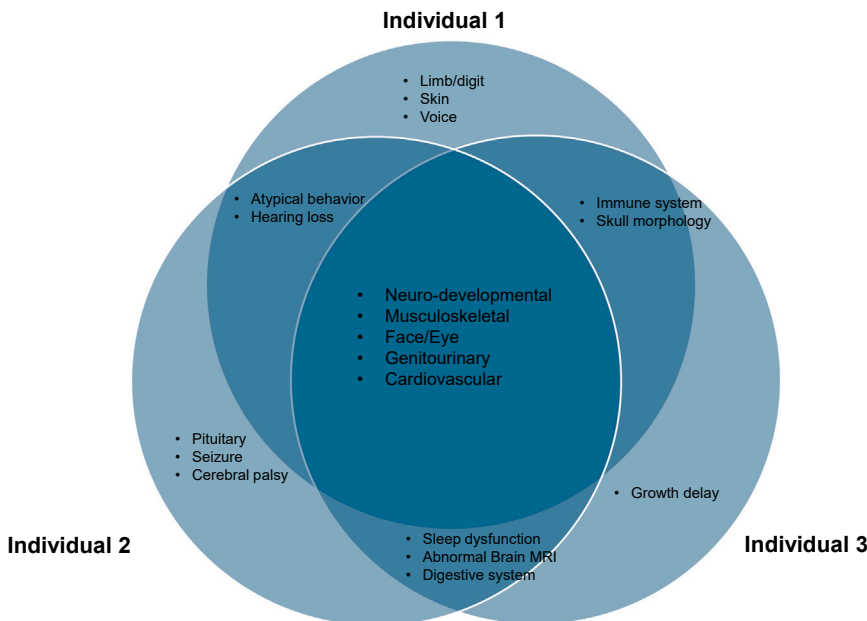 Individual 1
• Limb/digit
• Skin
• Voice
• Atypical behavior
• Hearing loss
• Immune system
• Skull morphology
• Neuro-developmental
• Musculoskeletal
• Face/Eye
• Genitourinary
• Cardiovascular
• Pituitary
• Seizure
• Cerebral palsy
• Growth delay
Individual 2
• Sleep dysfunction
• Abnormal Brain MRI
• Digestive system
Individual 3